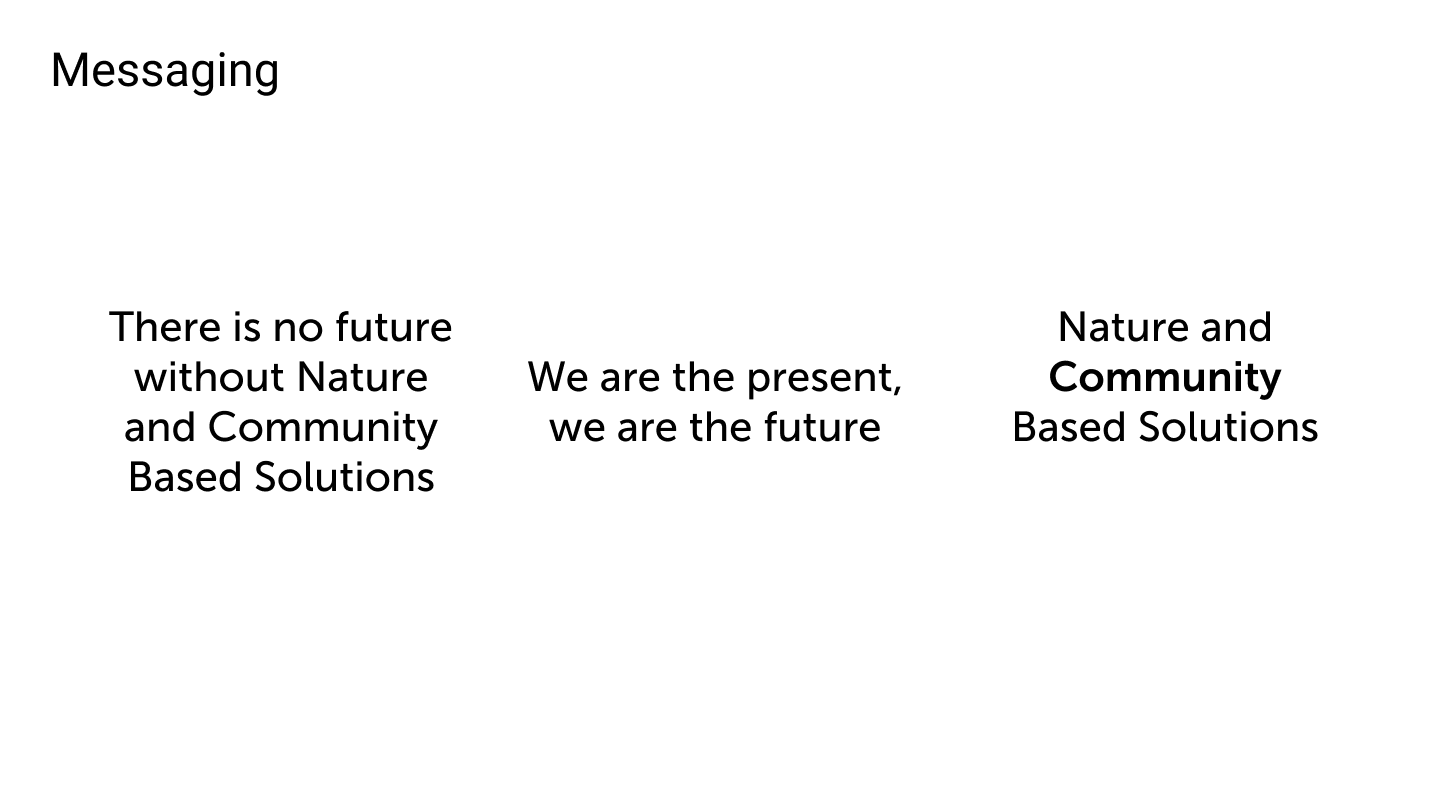 Messaging
There is no future
without Nature
and Community
Based Solutions
We are the present,
we are the future
Nature and
Community
Based Solutions